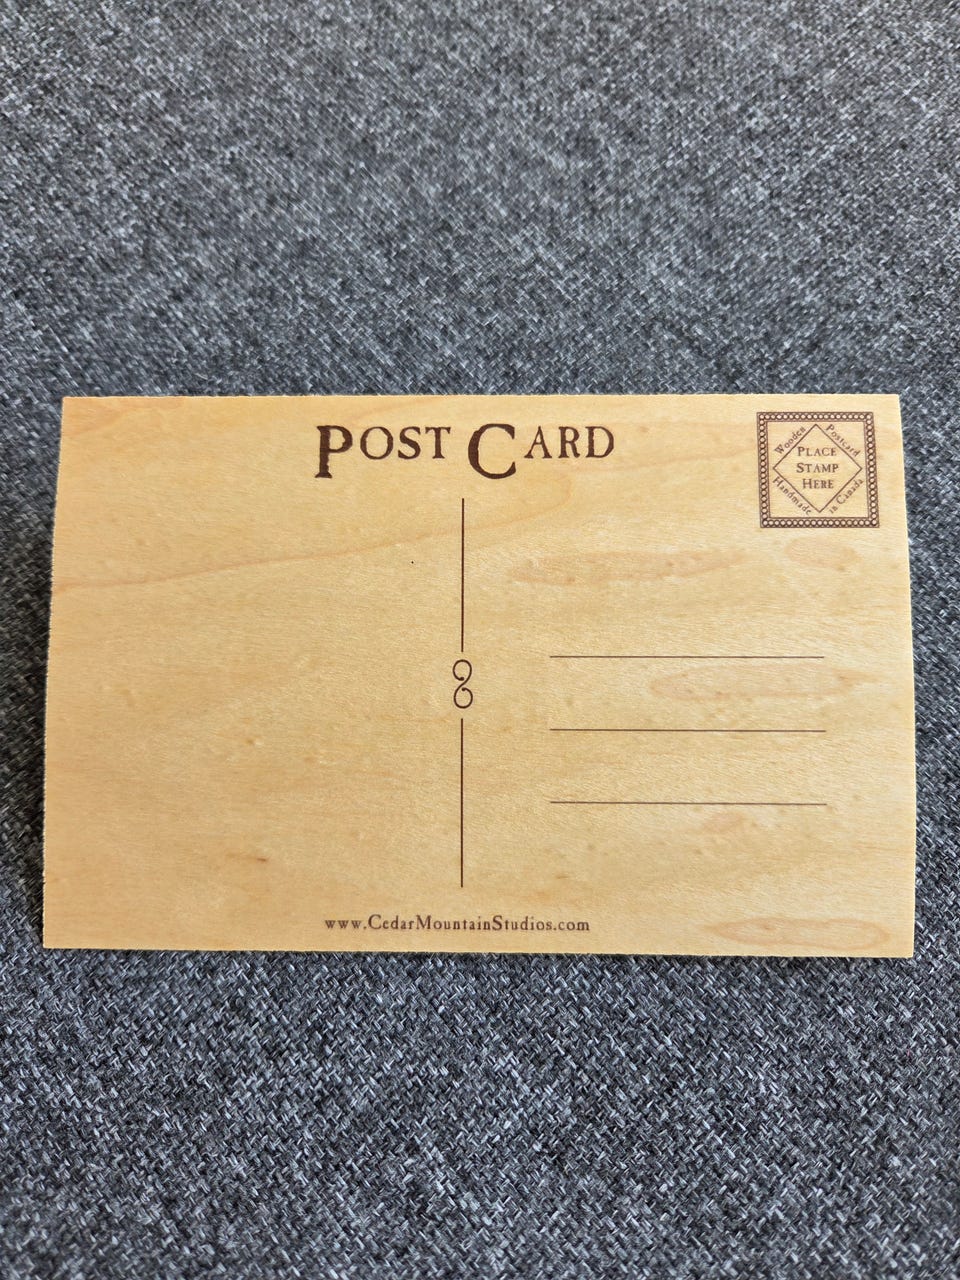 POST CARD
Wooden Postcard
PLACE
STAMP
HERE
Handmade in Canada
www.CedarMountainStudios.com